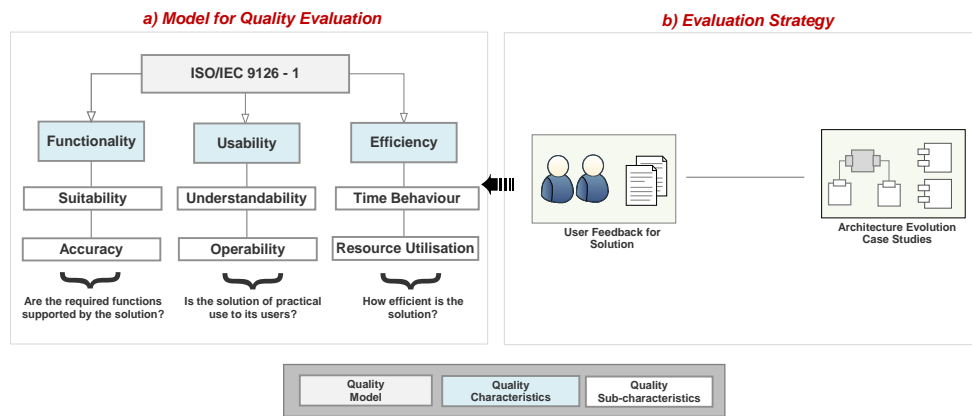 a) Model for Quality Evaluation
ISO/IEC 9126 - 1
Functionality
Usability
Efficiency
Suitability
Understandability
Time Behaviour
Accuracy
Operability
Resource Utilisation
Are the required functions
supported by the solution?
Is the solution of practical
use to its users?
How efficient is the
solution?
b) Evaluation Strategy
User Feedback for
Solution
Architecture Evolution
Case Studies
Quality
Model
Quality
Characteristics
Quality
Sub-characteristics